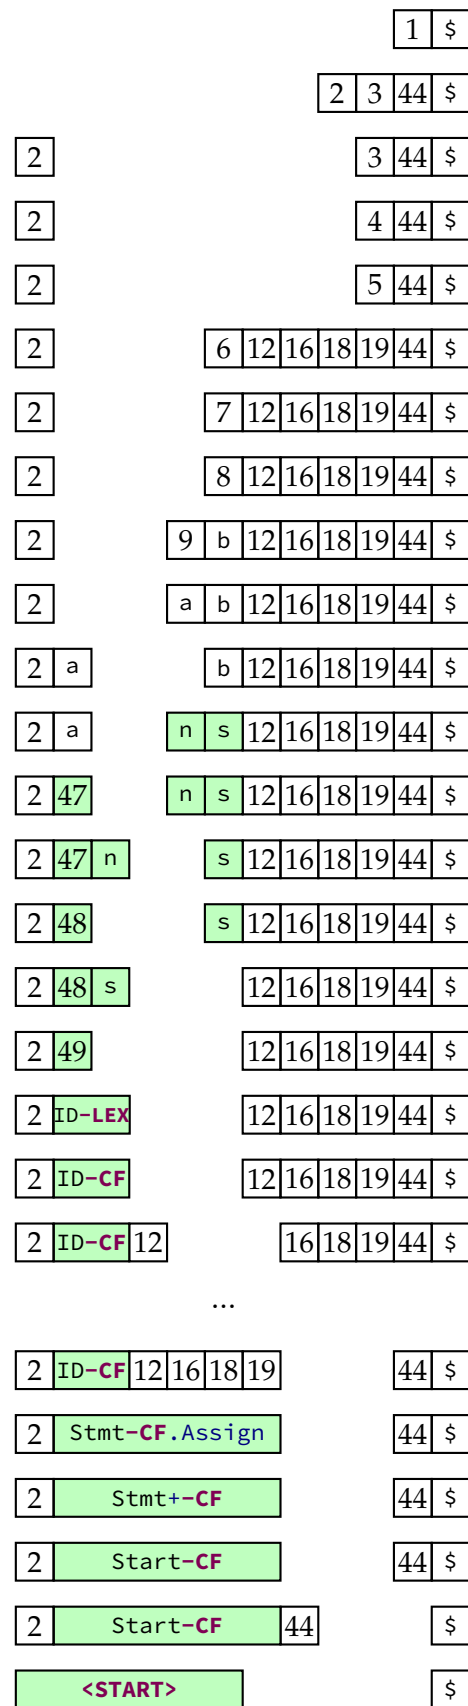 1 $
2 3 44 $
2 3 44 $
2 4 44 $
2 5 44 $
2 6 12 16 18 19 44 $
2 7 12 16 18 19 44 $
2 8 12 16 18 19 44 $
2 9 b 12 16 18 19 44 $
2 a b 12 16 18 19 44 $
2 a b 12 16 18 19 44 $
2 a n s 12 16 18 19 44 $
2 47 n s 12 16 18 19 44 $
2 47 n s 12 16 18 19 44 $
2 48 s 12 16 18 19 44 $
2 48 s 12 16 18 19 44 $
2 49 12 16 18 19 44 $
2 ID-LEX 12 16 18 19 44 $
2 ID-CF 12 16 18 19 44 $
2 ID-CF 12 16 18 19 44 $
...
2 ID-CF 12 16 18 19 44 $
2 Stmt-CF.Assign 44 $
2 Stmt+-CF 44 $
2 Start-CF 44 $
2 Start-CF 44 $
<START> $